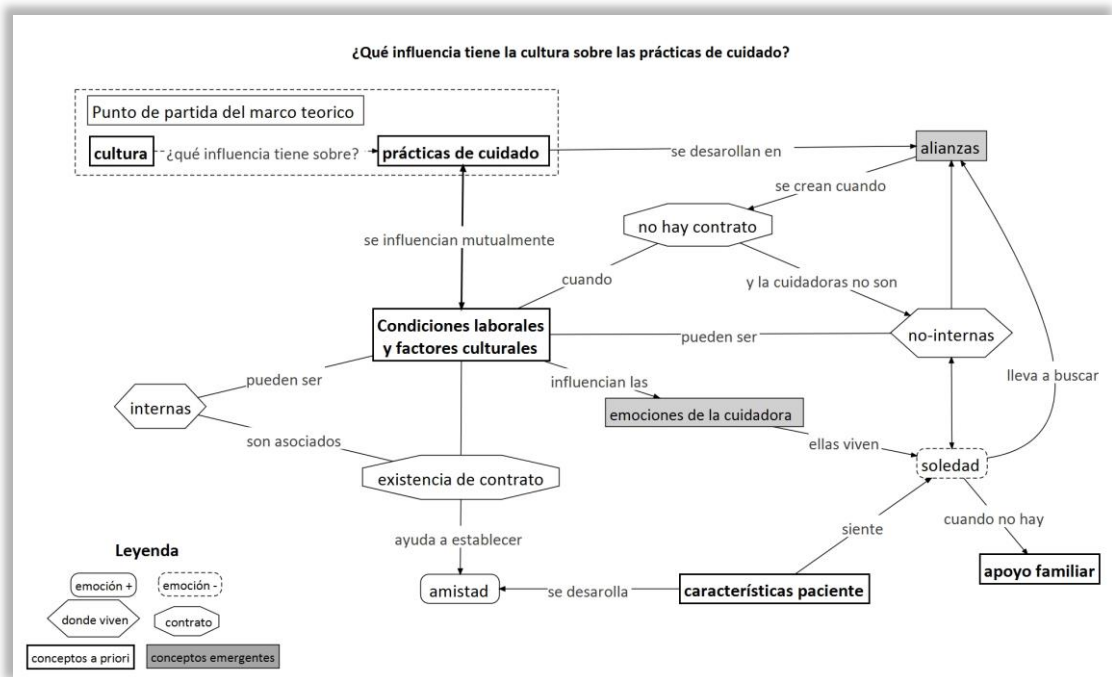 ¿Qué influencia tiene la cultura sobre las prácticas de cuidado?
Punto de partida del marco teorico
cultura
¿qué influencia tiene sobre?
prácticas de cuidado
se desarollan en
alianzas
se crean cuando
no hay contrato
se influencian mutualmente
cuando
y la cuidadoras no son
Condiciones laborales
y factores culturales
pueden ser
no-internas
lleva a buscar
pueden ser
influencian las
internas
emociones de la cuidadora
son asociados
ellas viven
soledad
existencia de contrato
cuando no hay
siente
ayuda a establecer
Leyenda
apoyo familiar
emoción +
emoción -
amistad
se desarolla
características paciente
donde viven
contrato
conceptos a priori
conceptos emergentes